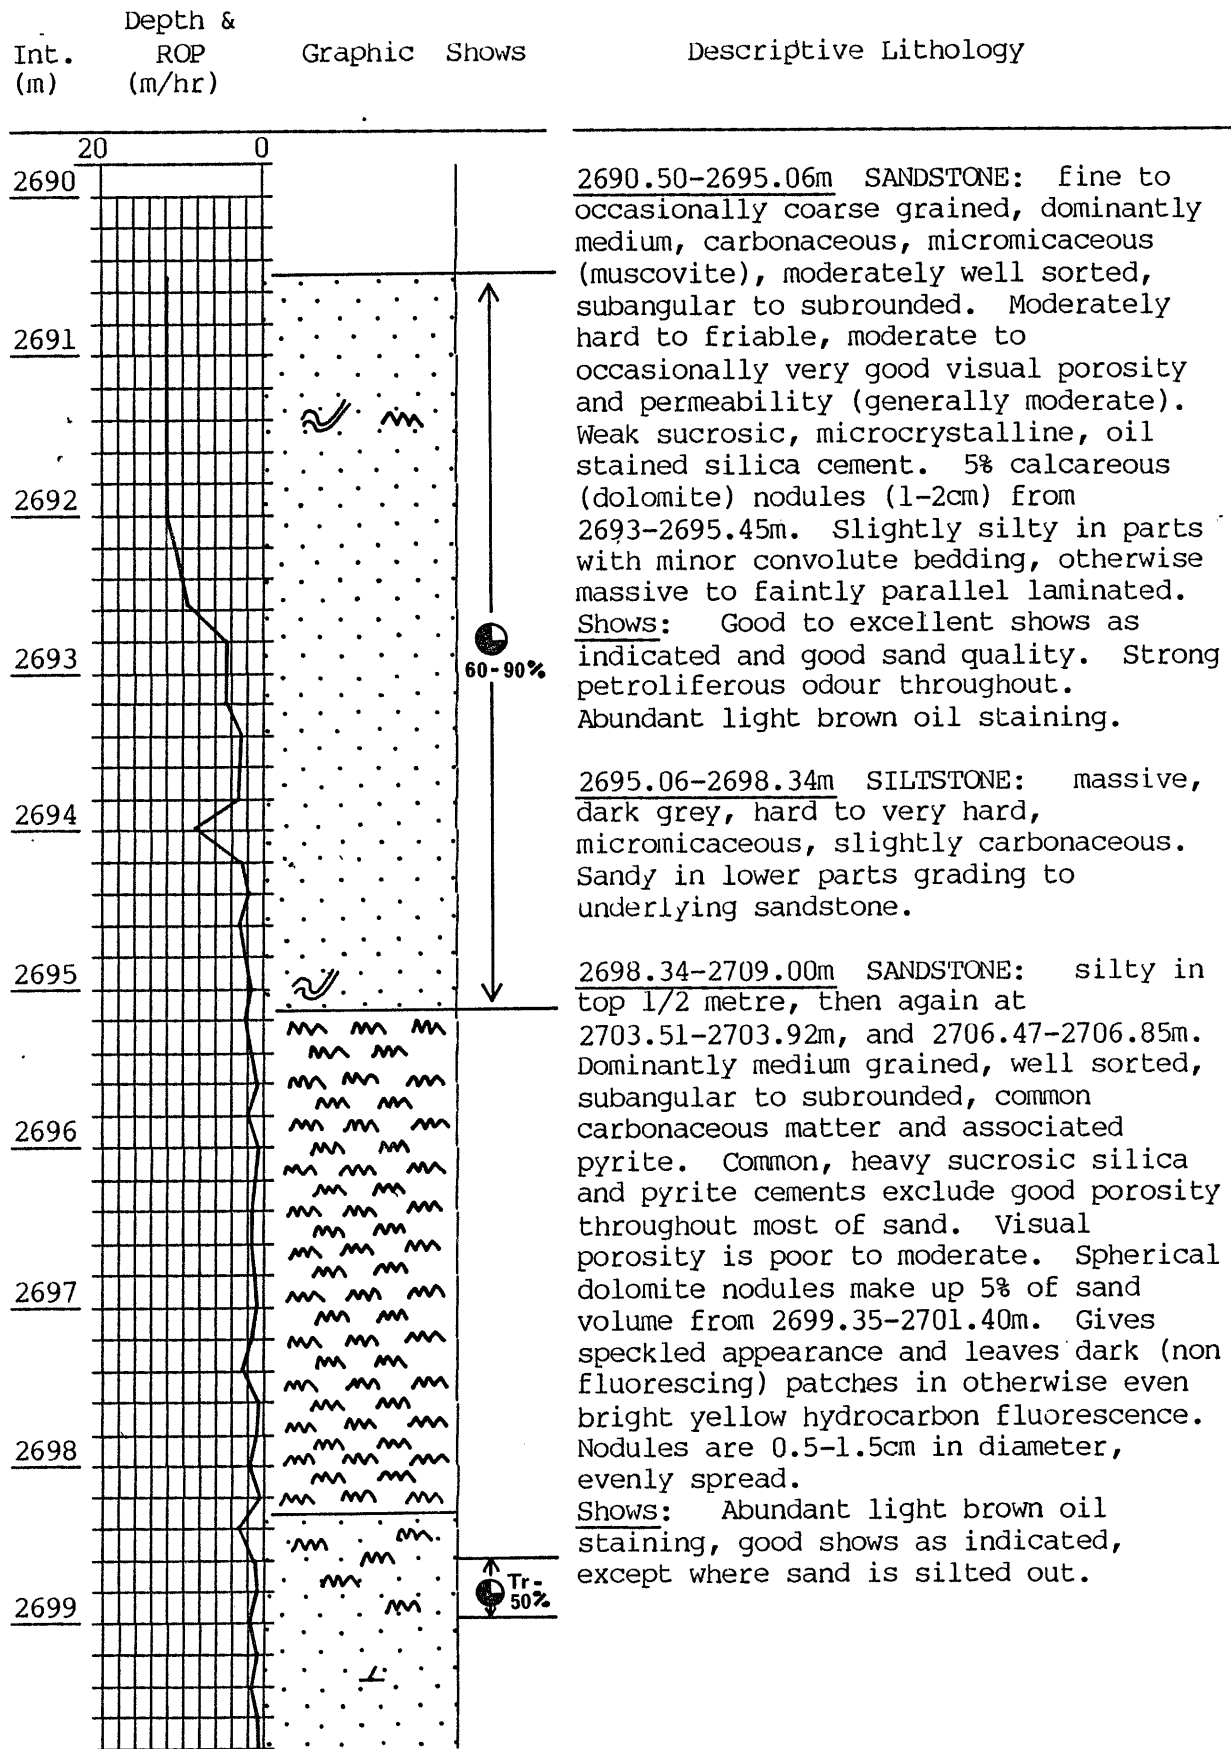 Int.
(m)
Depth &
ROP
(m/hr)
Graphic
Shows
Descriptive Lithology
20
0
2690
2691
2692
2693
2694
2695
2696
2697
2698
2699
60-90%
Tr-
50%
2690.50-2695.06m SANDSTONE: fine to
occasionally coarse grained, dominantly
medium, carbonaceous, micromicaceous
(muscovite), moderately well sorted,
subangular to subrounded. Moderately
hard to friable, moderate to
occasionally very good visual porosity
and permeability (generally moderate).
Weak sucrosic, microcrystalline, oil
stained silica cement. 5% calcareous
(dolomite) nodules (1-2cm) from
2693-2695.45m. Slightly silty in parts
with minor convolute bedding, otherwise
massive to faintly parallel laminated.
Shows: Good to excellent shows as
indicated and good sand quality. Strong
petroliferous odour throughout.
Abundant light brown oil staining.
2695.06-2698.34m SILTSTONE: massive,
dark grey, hard to very hard,
micromicaceous, slightly carbonaceous.
Sandy in lower parts grading to
underlying sandstone.
2698.34-2709.00m SANDSTONE: silty in
top 1/2 metre, then again at
2703.51-2703.92m, and 2706.47-2706.85m.
Dominantly medium grained, well sorted,
subangular to subrounded, common
carbonaceous matter and associated
pyrite. Common, heavy sucrosic silica
and pyrite cements exclude good porosity
throughout most of sand. Visual
porosity is poor to moderate. Spherical
dolomite nodules make up 5% of sand
volume from 2699.35-2701.40m. Gives
speckled appearance and leaves dark (non
fluorescing) patches in otherwise even
bright yellow hydrocarbon fluorescence.
Nodules are 0.5-1.5cm in diameter,
evenly spread.
Shows: Abundant light brown oil
staining, good shows as indicated,
except where sand is silted out.